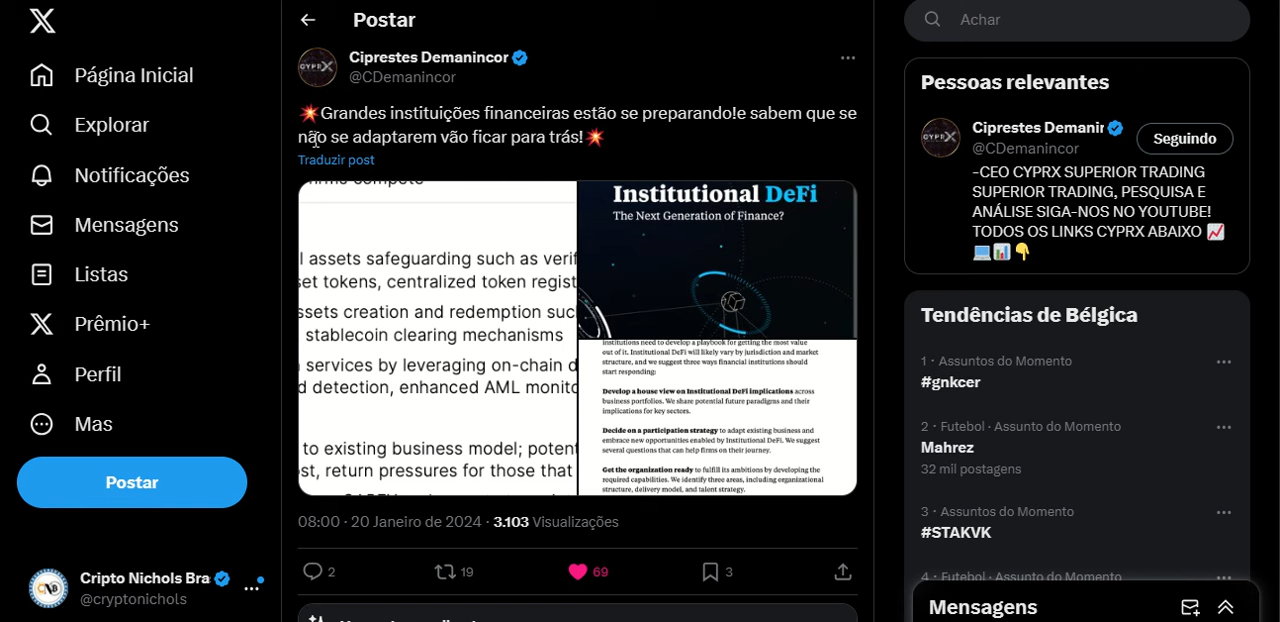 Página Inicial
Explorar
Notificações
Mensagens
Listas
Prêmio+
Perfil
Mas
Postar
Cripto Nichols Bra
@cryptonichols
Postar
Ciprestes Demanincor
@CDemanincor
💥Grandes instituições financeiras estão se preparando!e sabem que se
não se adaptarem vão ficar para trás!💥
Traduzir post
l assets safeguarding such as verif
set tokens, centralized token regist
ssets creation and redemption suc
stablecoin clearing mechanisms
services by leveraging on-chain d
d detection, enhanced AML monito
to existing business model; potent
st, return pressures for those that
Institutional DeFi
The Next Generation of Finance?
institutions need to develop a playbook for getting the most value
out of it. Institutional DeFi will likely vary by jurisdiction and market
structure, and we suggest three ways financial institutions should
start responding:
Develop a house view on Institutional DeFi implications across
business portfolios. We share potential future paradigms and their
implications for key sectors.
Decide on a participation strategy to adapt existing business and
embrace new opportunities enabled by Institutional DeFi. We suggest
several questions that can help firms on their journey.
Get the organization ready to fulfill its ambitions by developing the
required capabilities. We identify three areas, including organizational
structure, delivery model, and talent strategy.
08:00 · 20 Janeiro de 2024 · 3.103 Visualizações
2
19
69
3
Achar
Pessoas relevantes
Ciprestes Demanir
@CDemanincor
Seguindo
-CEO CYPRX SUPERIOR TRADING
SUPERIOR TRADING, PESQUISA E
ANÁLISE SIGA-NOS NO YOUTUBE!
TODOS OS LINKS CYPRX ABAIXO 📈
💻📊👇
Tendências de Bélgica
1 · Assuntos do Momento
#gnkcer
2 · Futebol · Assunto do Momento
Mahrez
32 mil postagens
3 · Assuntos do Momento
#STAKVK
4 · Futebol · Assunto do Momento
Mensagens